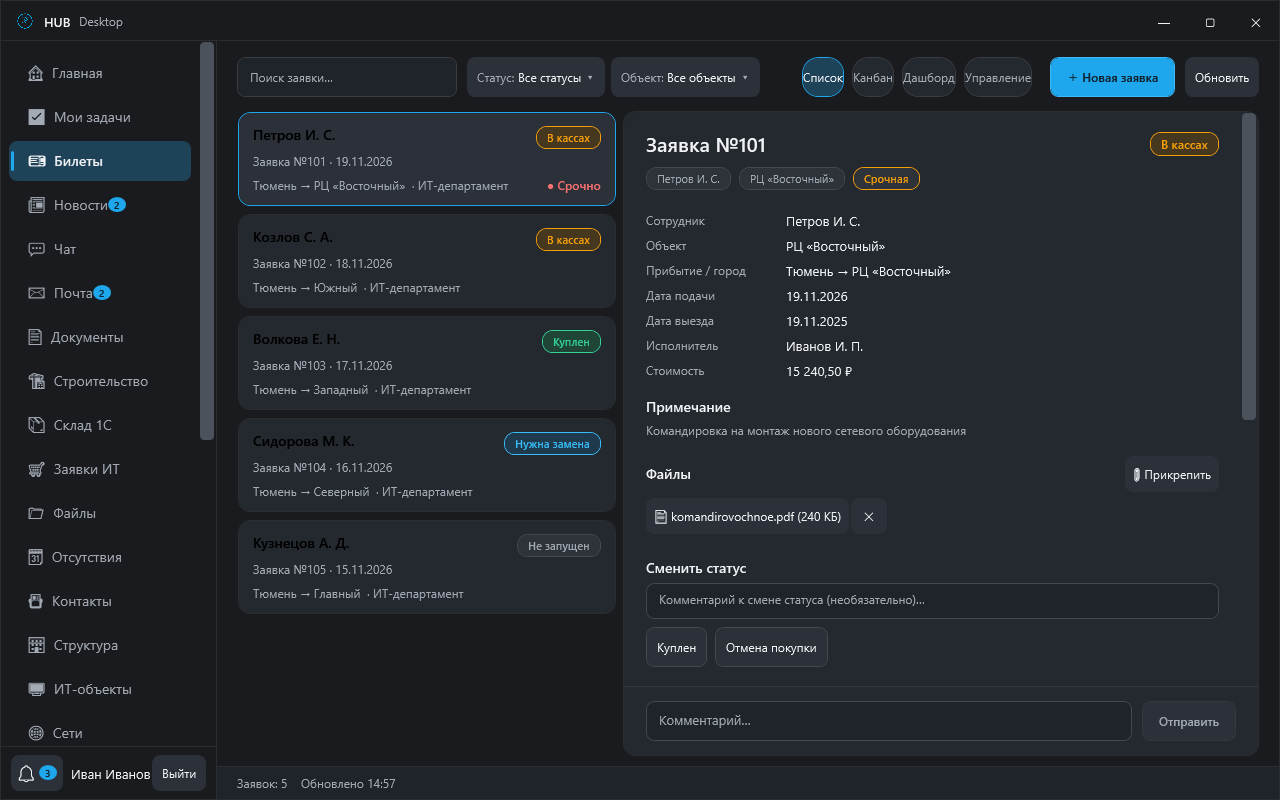 HUB Desktop
Главная
Мои задачи
Билеты
Новости 2
Чат
Почта 2
Документы
Строительство
31
Склад 1С
Заявки ИТ
Файлы
Отсутствия
Контакты
Структура
ИТ-объекты
Сети
3 Иван Иванов Выйти
Поиск заявки...
Статус: Все статусы
Объект: Все объекты
Список
Канбан
Дашборд
Управление
+ Новая заявка
Обновить
Петров И. С.
В кассах
Заявка №101 · 19.11.2026
Тюмень → РЦ «Восточный» · ИТ-департамент
● Срочно
Козлов С. А.
В кассах
Заявка №102 · 18.11.2026
Тюмень → Южный · ИТ-департамент
Волкова Е. Н.
Куплен
Заявка №103 · 17.11.2026
Тюмень → Западный · ИТ-департамент
Сидорова М. К.
Нужна замена
Заявка №104 · 16.11.2026
Тюмень → Северный · ИТ-департамент
Кузнецов А. Д.
Не запущен
Заявка №105 · 15.11.2026
Тюмень → Главный · ИТ-департамент
Заявка №101
В кассах
Петров И. С.
РЦ «Восточный»
Срочная
Сотрудник Петров И. С.
Объект РЦ «Восточный»
Прибытие / город Тюмень → РЦ «Восточный»
Дата подачи 19.11.2026
Дата выезда 19.11.2025
Исполнитель Иванов И. П.
Стоимость 15 240,50 ₽
Примечание
Командировка на монтаж нового сетевого оборудования
Файлы
Прикрепить
komandirovochnoe.pdf (240 КБ)
Сменить статус
Комментарий к смене статуса (необязательно)...
Куплен
Отмена покупки
Комментарий...
Отправить
Заявок: 5 Обновлено 14:57